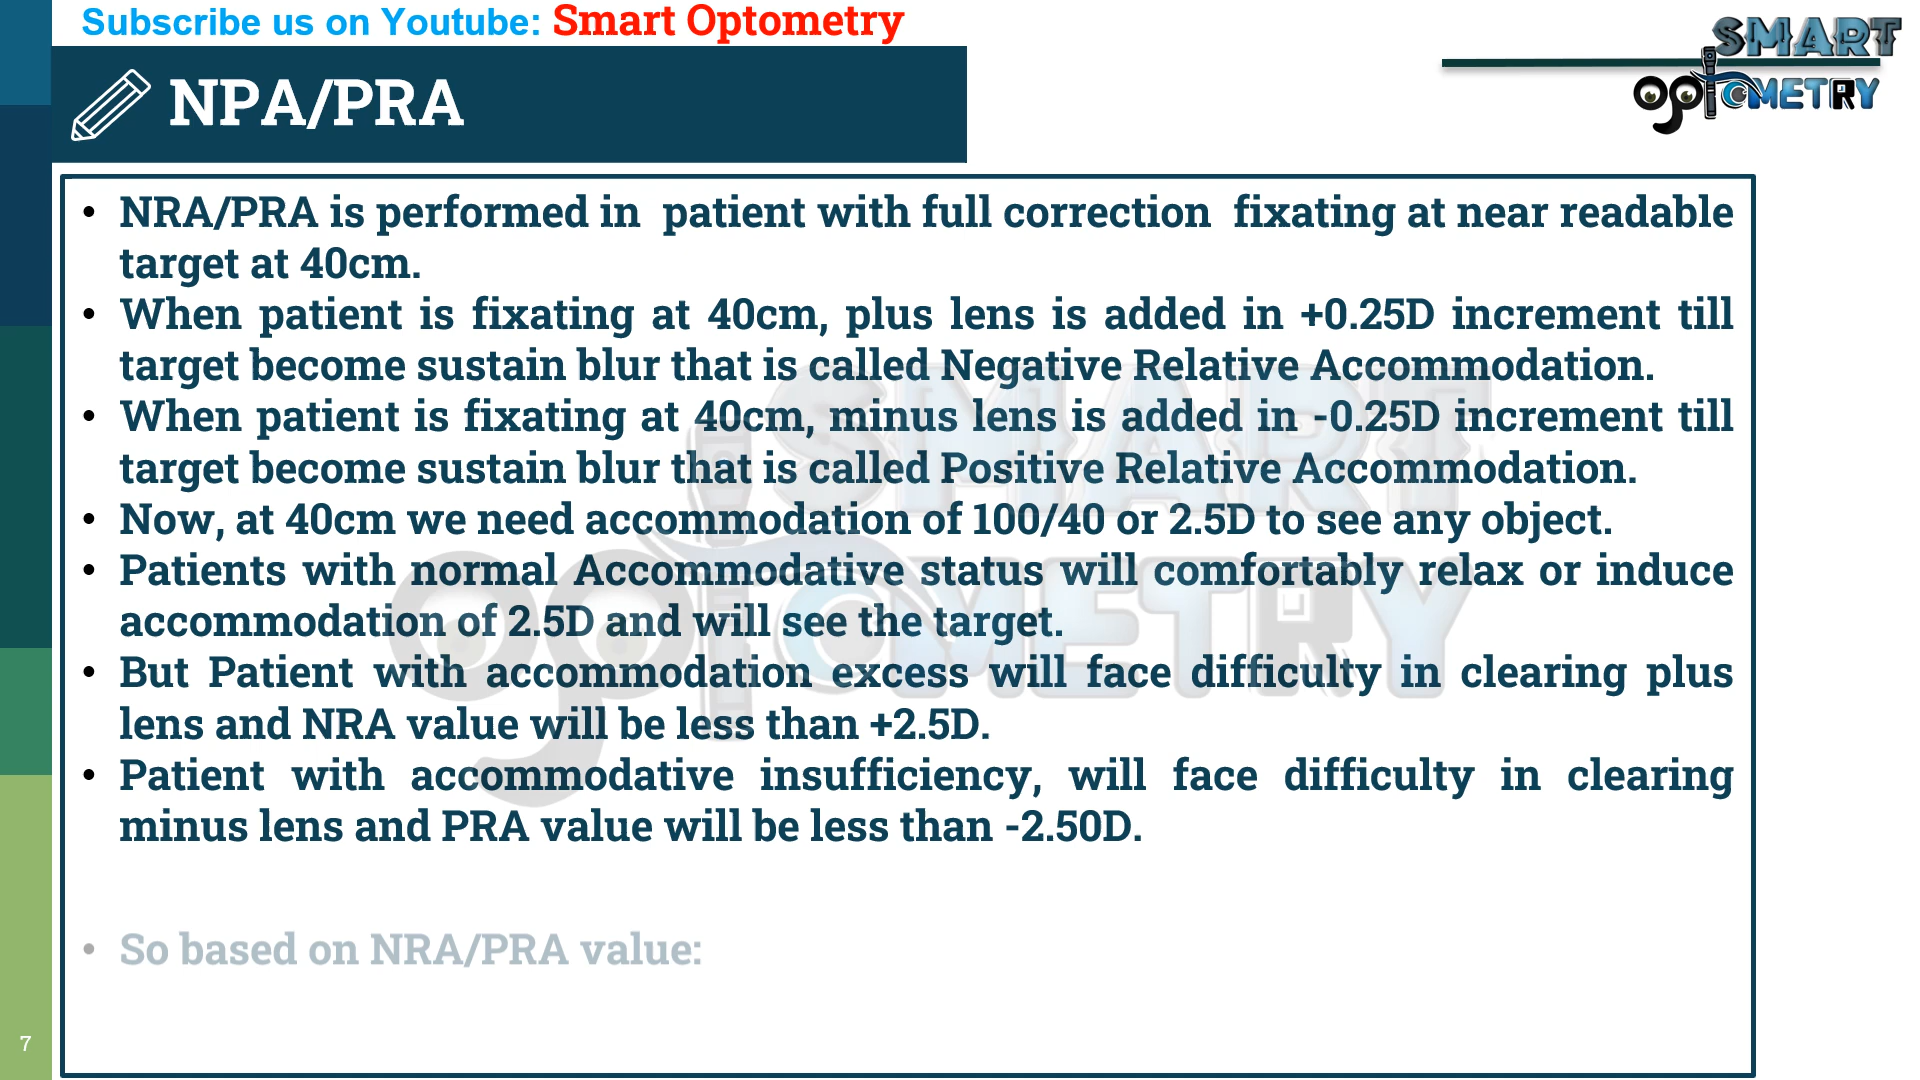 Subscribe us on Youtube: Smart Optometry
SMART
optOMETRY
NPA/PRA
• NRA/PRA is performed in patient with full correction fixating at near readable
target at 40cm.
• When patient is fixating at 40cm, plus lens is added in +0.25D increment till
target become sustain blur that is called Negative Relative Accommodation.
• When patient is fixating at 40cm, minus lens is added in -0.25D increment till
target become sustain blur that is called Positive Relative Accommodation.
• Now, at 40cm we need accommodation of 100/40 or 2.5D to see any object.
• Patients with normal Accommodative status will comfortably relax or induce
accommodation of 2.5D and will see the target.
• But Patient with accommodation excess will face difficulty in clearing plus
lens and NRA value will be less than +2.5D.
• Patient with accommodative insufficiency, will face difficulty in clearing
minus lens and PRA value will be less than -2.50D.
• So based on NRA/PRA value:
7
SMART
optOMETRY